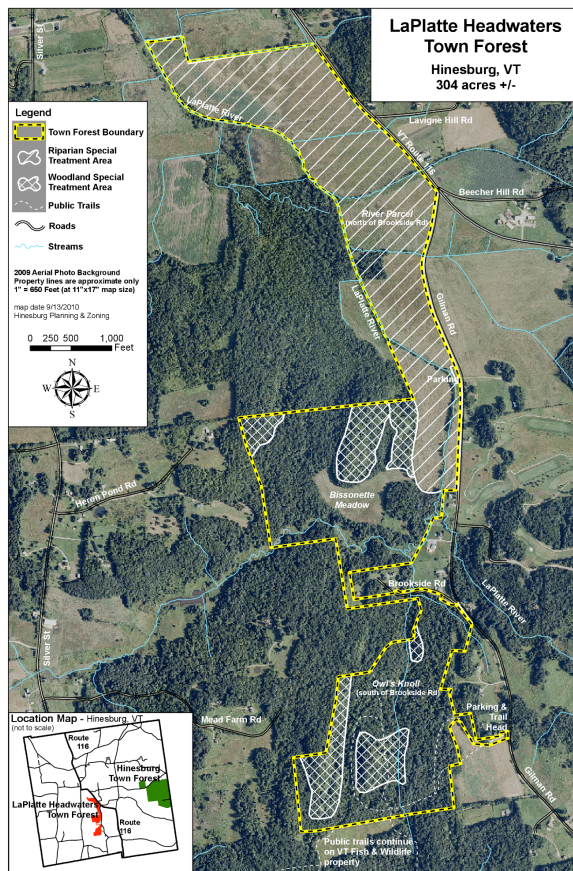 LaPlatte Headwaters
Town Forest
Hinesburg, VT
304 acres +/-
Silver St
LaPlatte River
Lavigne Hill Rd
VT Route 116
Beecher Hill Rd
Legend
Town Forest Boundary
Riparian Special
Treatment Area
Woodland Special
Treatment Area
Public Trails
Roads
Streams
2009 Aerial Photo Background
Property lines are approximate only
1" = 650 Feet (at 11"x17" map size)
map date 9/13/2010
Hinesburg Planning & Zoning
0 250 500 1,000
Feet
N
W E
S
River Parcel
(north of Brookside Rd)
LaPlatte River
Gilman Rd
Parking
Heron Pond Rd
Bissonette
Meadow
Brookside Rd
LaPlatte River
Silver St
Owl's Knoll
(south of Brookside Rd)
Mead Farm Rd
Parking &
Trail
Head
Gilman Rd
Public trails continue
on VT Fish & Wildlife
property
Location Map - Hinesburg, VT
(not to scale)
Route
116
Hinesburg
Town Forest
LaPlatte Headwaters
Town Forest
Route
116